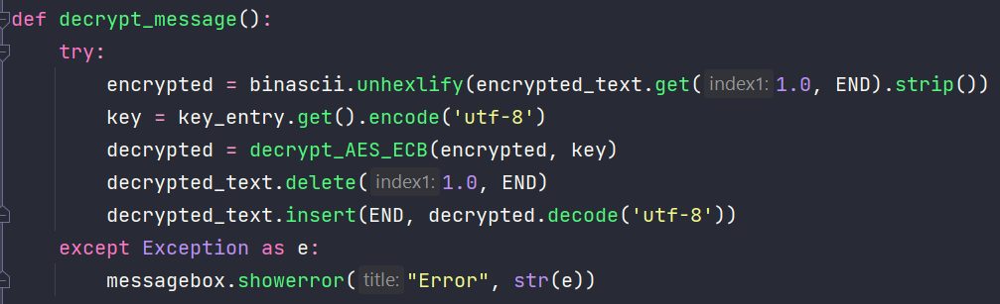 def decrypt_message():
    try:
        encrypted = binascii.unhexlify(encrypted_text.get( index1: 1.0, END).strip())
        key = key_entry.get().encode('utf-8')
        decrypted = decrypt_AES_ECB(encrypted, key)
        decrypted_text.delete( index1: 1.0, END)
        decrypted_text.insert(END, decrypted.decode('utf-8'))
    except Exception as e:
        messagebox.showerror( title: "Error", str(e))